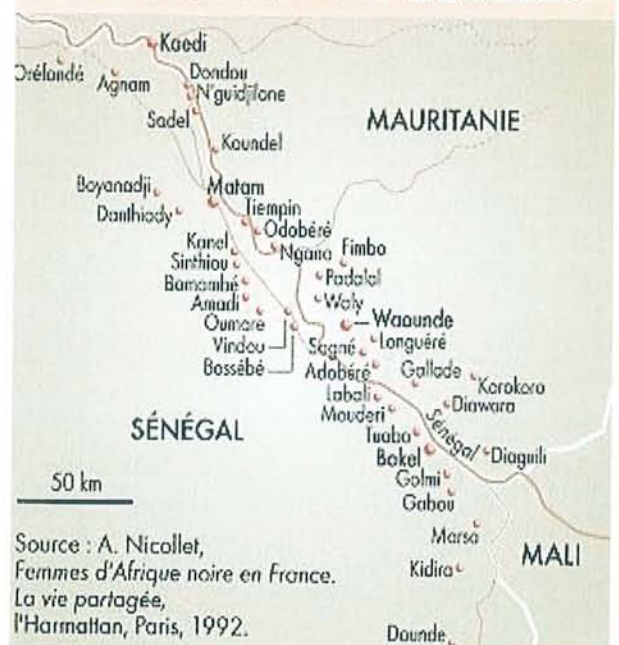 Kaedi
Oréfondé
Agnam
Dondou
N'guidjilone
Sadel
MAURITANIE
Koundel
Boyanadji
Matam
Danthiady
Tiempin
Odobéré
Kanel
Ngano
Fimbo
Sinthiou
Padalal
Bamambé
Amadi
Waly
Oumare
Waounde
Vindou
Sagné
Longuéré
Bossébé
Adobéré
Gallade
Korokoro
Labali
Diawara
Mouderi
SÉNÉGAL
Tuabo
Sénégal
Bakel
Diaguili
50 km
Golmi
Gabou
Marsa
MALI
Kidira
Source : A. Nicollet,
Femmes d'Afrique noire en France.
La vie partagée,
l'Harmattan, Paris, 1992.
Dounde